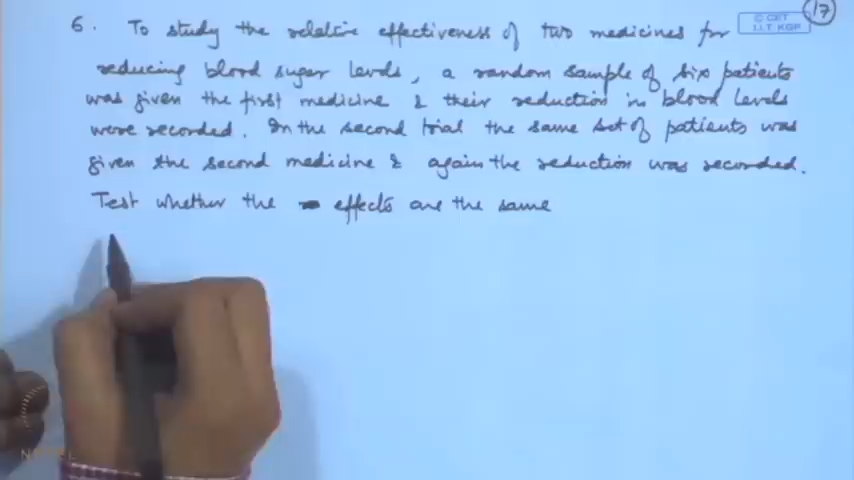 17
© CET
I.I.T. KGP
6. To study the relative effectiveness of two medicines for
reducing blood sugar levels, a random sample of six patients
was given the first medicine & their reduction in blood levels
were recorded. In the second trial the same set of patients was
given the second medicine & again the reduction was recorded.
Test whether the effects are the same